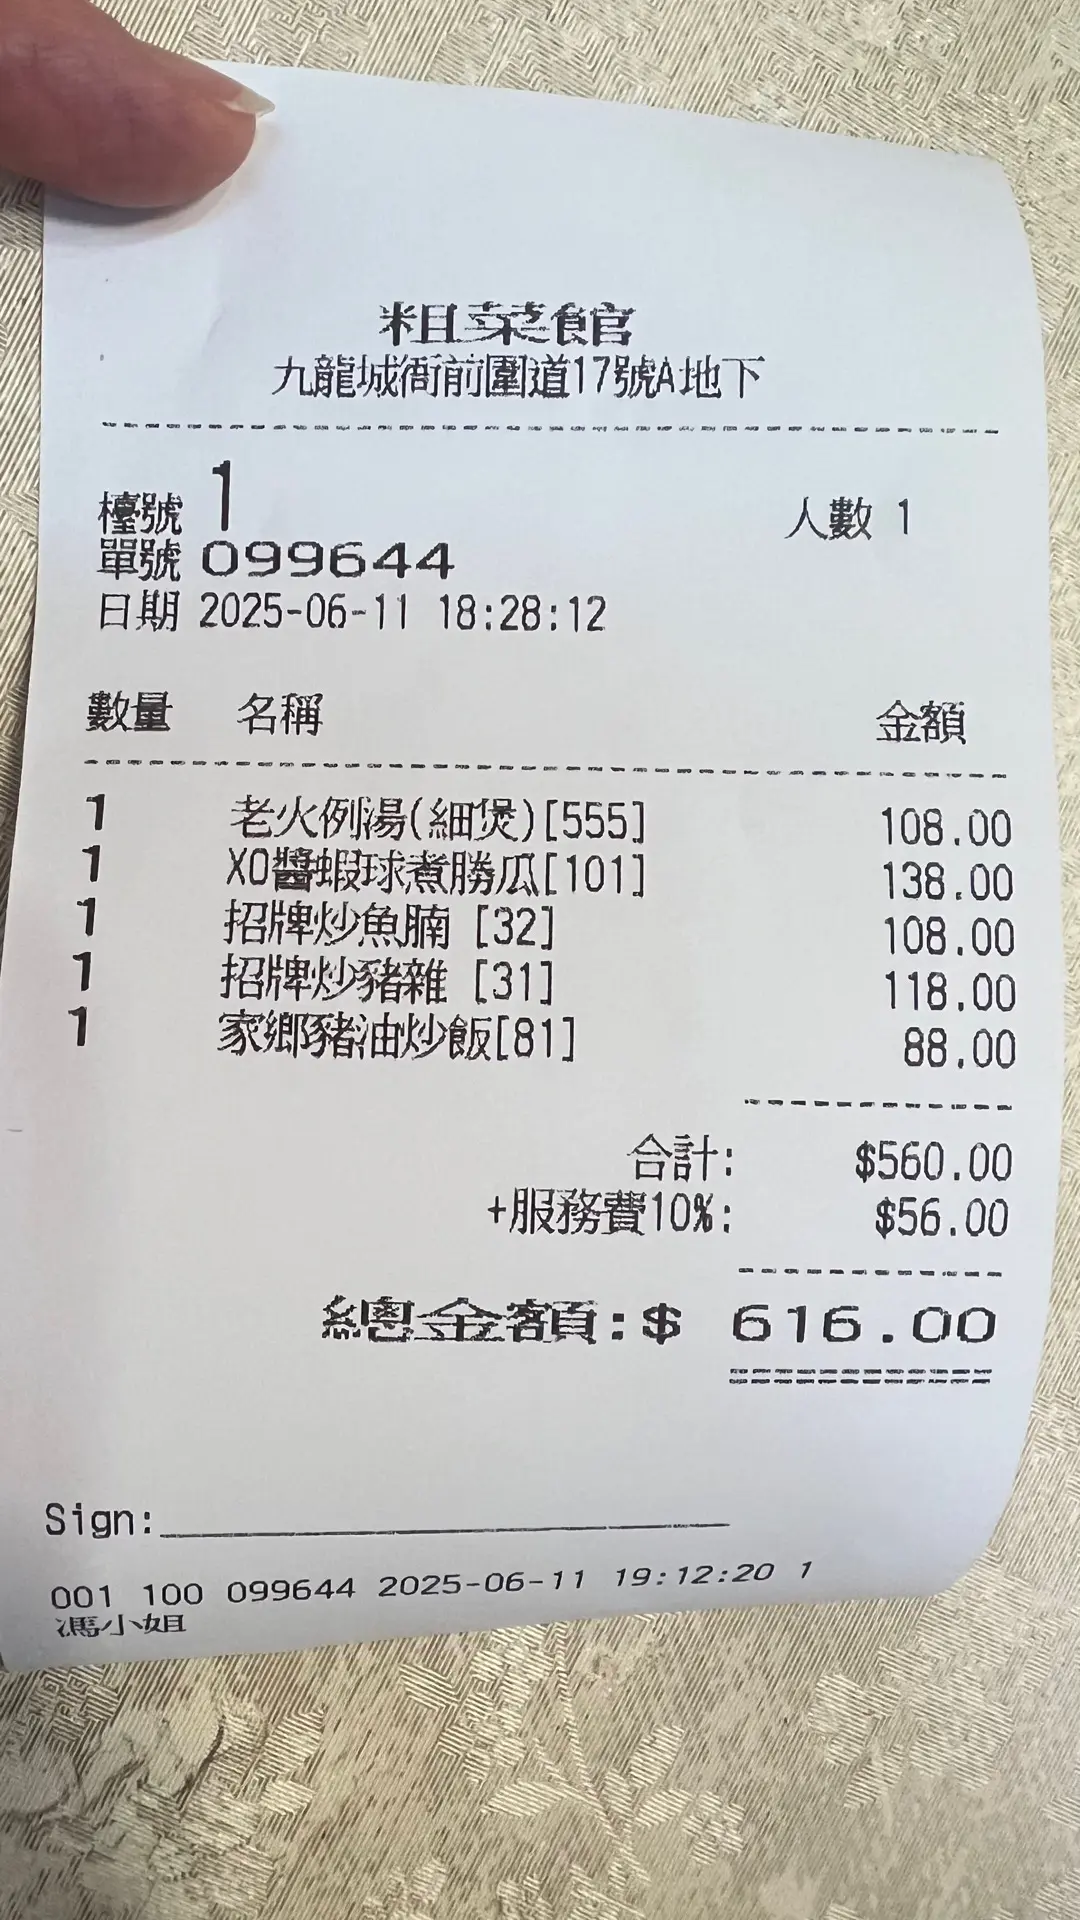 粗菜館
九龍城衙前圍道17號A地下
檯號 1 人數 1
單號 099644
日期 2025-06-11 18:28:12
數量 名稱 金額
1 老火例湯(細煲)[555] 108.00
1 XO醬蝦球煮勝瓜[101] 138.00
1 招牌炒魚腩 [32] 108.00
1 招牌炒豬雜 [31] 118.00
1 家鄉豬油炒飯[81] 88.00
合計: $560.00
+服務費10%: $56.00
總金額:$ 616.00
Sign:
001 100 099644 2025-06-11 19:12:20 1
馮小姐